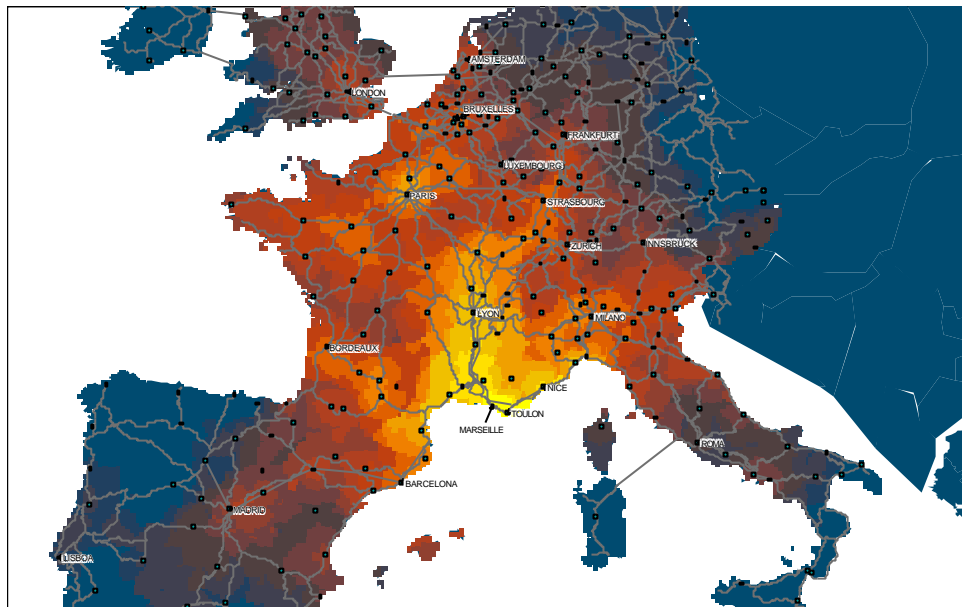 AMSTERDAM
LONDON
BRUXELLES
FRANKFURT
LUXEMBOURG
PARIS
STRASBOURG
ZURICH
INNSBRUCK
LYON
MILANO
BORDEAUX
NICE
TOULON
MARSEILLE
ROMA
BARCELONA
MADRID
LISBOA